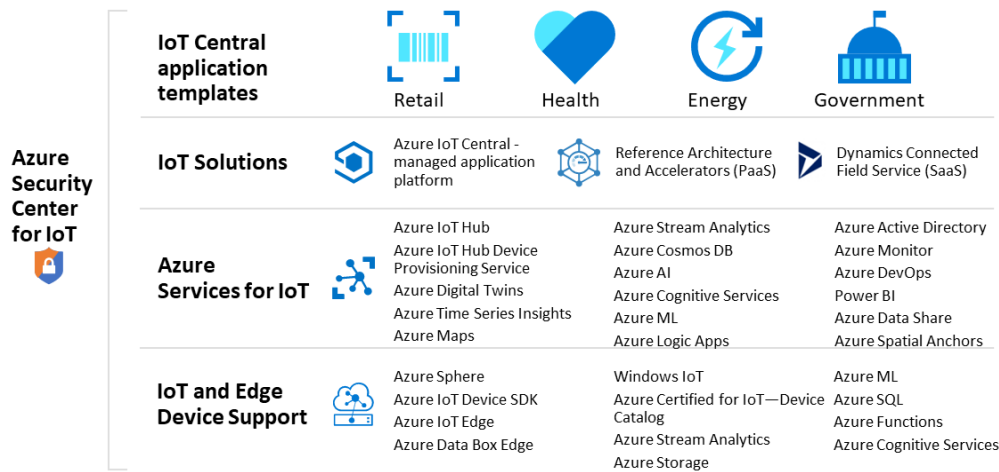 Azure
Security
Center
for IoT
IoT Central
application
templates
Retail
Health
Energy
Government
IoT Solutions
Azure IoT Central -
managed application
platform
Reference Architecture
and Accelerators (PaaS)
Dynamics Connected
Field Service (SaaS)
Azure
Services for IoT
Azure IoT Hub
Azure IoT Hub Device
Provisioning Service
Azure Digital Twins
Azure Time Series Insights
Azure Maps
Azure Stream Analytics
Azure Cosmos DB
Azure AI
Azure Cognitive Services
Azure ML
Azure Logic Apps
Azure Active Directory
Azure Monitor
Azure DevOps
Power BI
Azure Data Share
Azure Spatial Anchors
IoT and Edge
Device Support
Azure Sphere
Azure IoT Device SDK
Azure IoT Edge
Azure Data Box Edge
Windows IoT
Azure Certified for IoT—Device
Catalog
Azure Stream Analytics
Azure Storage
Azure ML
Azure SQL
Azure Functions
Azure Cognitive Services